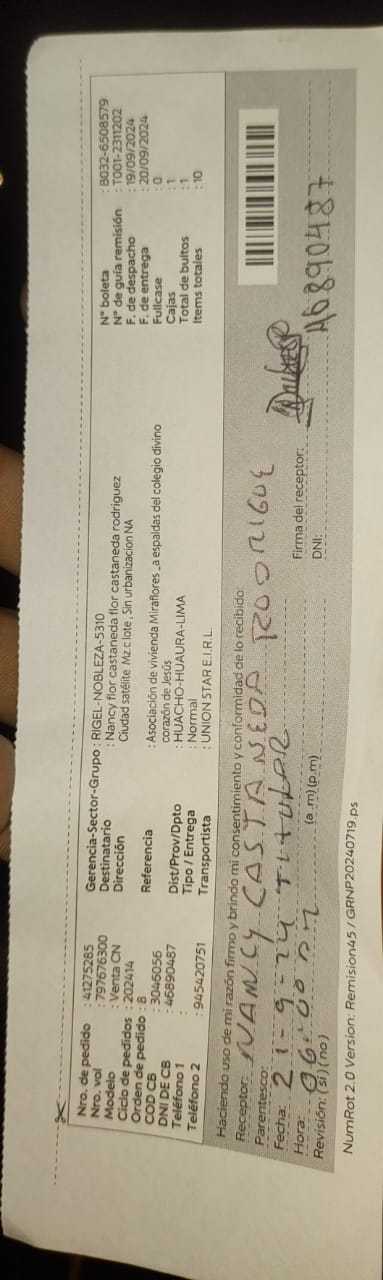 Nro. de pedido : 41275285
Nro. vol : 797676300
Modelo : Venta CN
Ciclo de pedidos : 202414
Orden de pedido : 8
COD CB : 3046056
DNI DE CB : 46890487
Teléfono 1 :
Teléfono 2 : 945420751
Gerencia-Sector-Grupo : RIGEL-NOBLEZA-5310
Destinatario : Nancy flor castaneda flor castaneda rodriguez
Dirección : Ciudad satélite Mz c lote , Sin urbanizacion NA
Referencia : Asociación de vivienda Miraflores _a espaldas del colegio divino
corazón de Jesús
Dist/Prov/Dpto : HUACHO-HUAURA-LIMA
Tipo / Entrega : Normal
Transportista : UNION STAR E.I.R.L.
N° boleta : B032-6508579
N° de guía remisión : T001-2311202
F. de despacho : 19/09/2024
F. de entrega : 20/09/2024
Fullcase : 0
Cajas : 1
Total de bultos : 1
Items totales : 10
Haciendo uso de mi razón firmo y brindo mi consentimiento y conformidad de lo recibido
Receptor: NANCY CASTANEDA RODRIGUE
Parentesco: TITULAR
Fecha: 21-9-24
Hora: 06:00 (a .m)(p.m)
Revisión: (si)(no)
Firma del receptor:
DNI: 46890487
NumRot 2.0 Version: Remision45 / GRNP20240719.ps